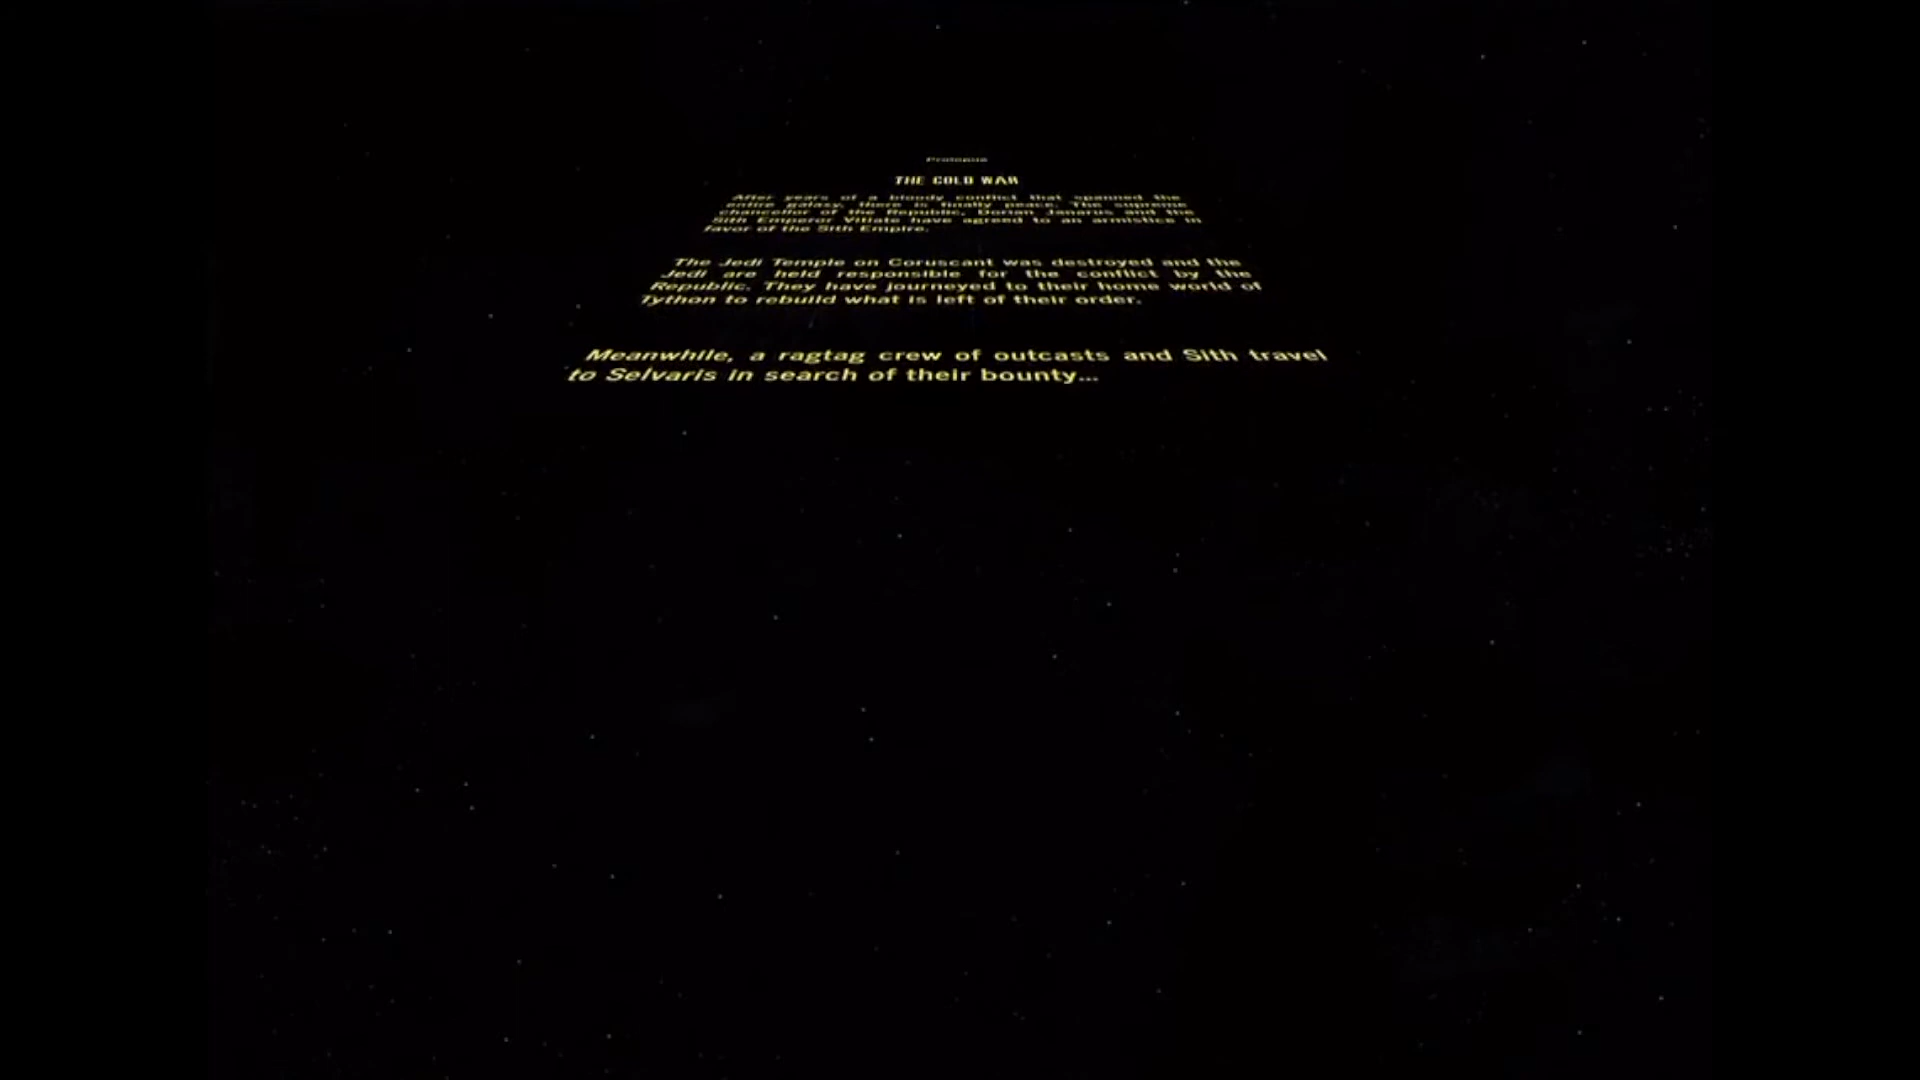 Prologue
THE COLD WAR
After years of a bloody conflict that spanned the
entire galaxy, there is finally peace. The supreme
chancellor of the Republic, Dorian Janarus and the
Sith Emperor Vitiate have agreed to an armistice in
favor of the Sith Empire.
The Jedi Temple on Coruscant was destroyed and the
Jedi are held responsible for the conflict by the
Republic. They have journeyed to their home world of
Tython to rebuild what is left of their order.
Meanwhile, a ragtag crew of outcasts and Sith travel
to Selvaris in search of their bounty...